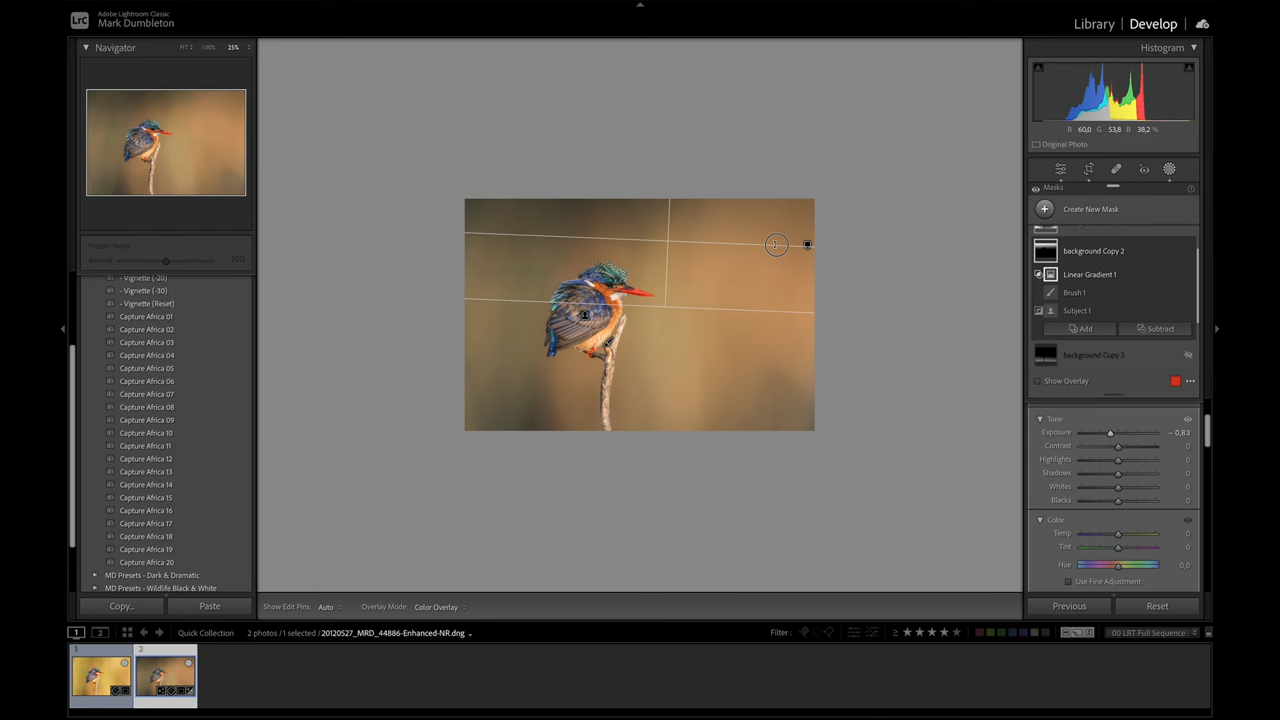 LrC
Adobe Lightroom Classic
Mark Dumbleton
Library
Develop
Navigator
FIT
100%
25%
Preset: None
Amount
100
- Vignette (-20)
- Vignette (-30)
- Vignette (Reset)
Capture Africa 01
Capture Africa 02
Capture Africa 03
Capture Africa 04
Capture Africa 05
Capture Africa 06
Capture Africa 07
Capture Africa 08
Capture Africa 09
Capture Africa 10
Capture Africa 11
Capture Africa 12
Capture Africa 13
Capture Africa 14
Capture Africa 15
Capture Africa 16
Capture Africa 17
Capture Africa 18
Capture Africa 19
Capture Africa 20
MD Presets - Dark & Dramatic
MD Presets - Wildlife Black & White
Copy...
Paste
Histogram
R 60,0 G 53,8 B 38,2 %
Original Photo
Masks
Create New Mask
background Copy 2
Linear Gradient 1
Brush 1
Subject 1
Add
Subtract
background Copy 3
Show Overlay
Tone
Exposure
– 0,83
Contrast
0
Highlights
0
Shadows
0
Whites
0
Blacks
0
Color
Temp
0
Tint
0
Hue
0,0
Use Fine Adjustment
Previous
Reset
Show Edit Pins: Auto
Overlay Mode: Color Overlay
1
2
Quick Collection
2 photos / 1 selected / 20120527_MRD_44886-Enhanced-NR.dng
Filter :
≥ ★★★★★
00 LRT Full Sequence
1
2